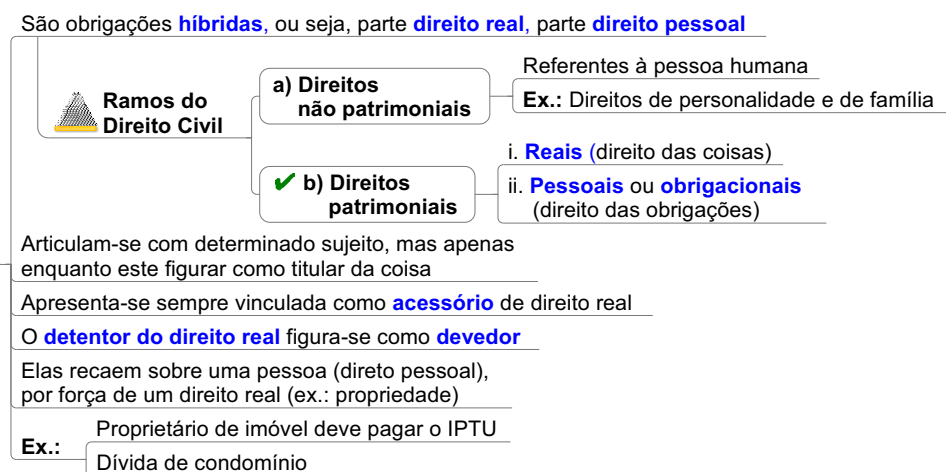 São obrigações híbridas, ou seja, parte direito real, parte direito pessoal
Ramos do
Direito Civil
a) Direitos
não patrimoniais
Referentes à pessoa humana
Ex.: Direitos de personalidade e de família
✔ b) Direitos
patrimoniais
i. Reais (direito das coisas)
ii. Pessoais ou obrigacionais
(direito das obrigações)
Articulam-se com determinado sujeito, mas apenas
enquanto este figurar como titular da coisa
Apresenta-se sempre vinculada como acessório de direito real
O detentor do direito real figura-se como devedor
Elas recaem sobre uma pessoa (direto pessoal),
por força de um direito real (ex.: propriedade)
Ex.:
Proprietário de imóvel deve pagar o IPTU
Dívida de condomínio